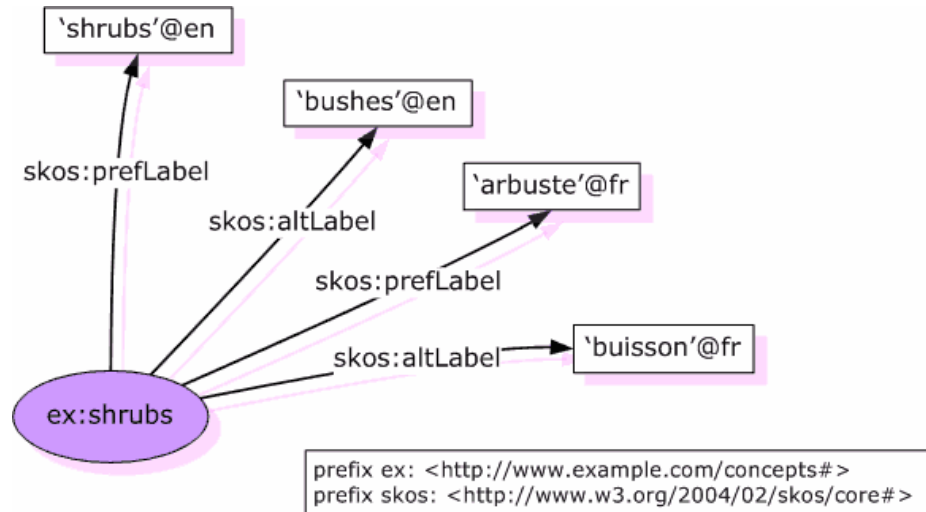 ‘shrubs’@en
‘bushes’@en
skos:prefLabel
‘arbuste’@fr
skos:altLabel
skos:prefLabel
‘buisson’@fr
skos:altLabel
ex:shrubs
prefix ex: <http://www.example.com/concepts#>
prefix skos: <http://www.w3.org/2004/02/skos/core#>